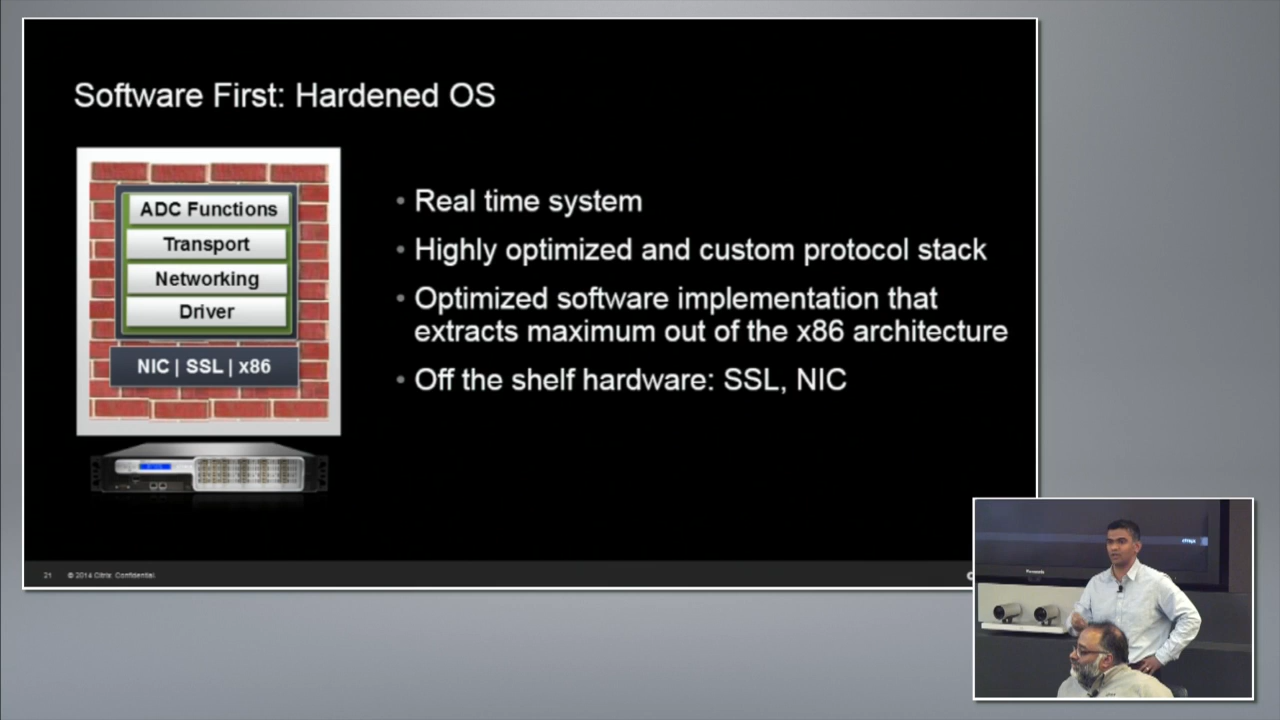 Software First: Hardened OS
ADC Functions
Transport
Networking
Driver
NIC | SSL | x86
• Real time system
• Highly optimized and custom protocol stack
• Optimized software implementation that
extracts maximum out of the x86 architecture
• Off the shelf hardware: SSL, NIC
21 © 2014 Citrix. Confidential.
Panasonic